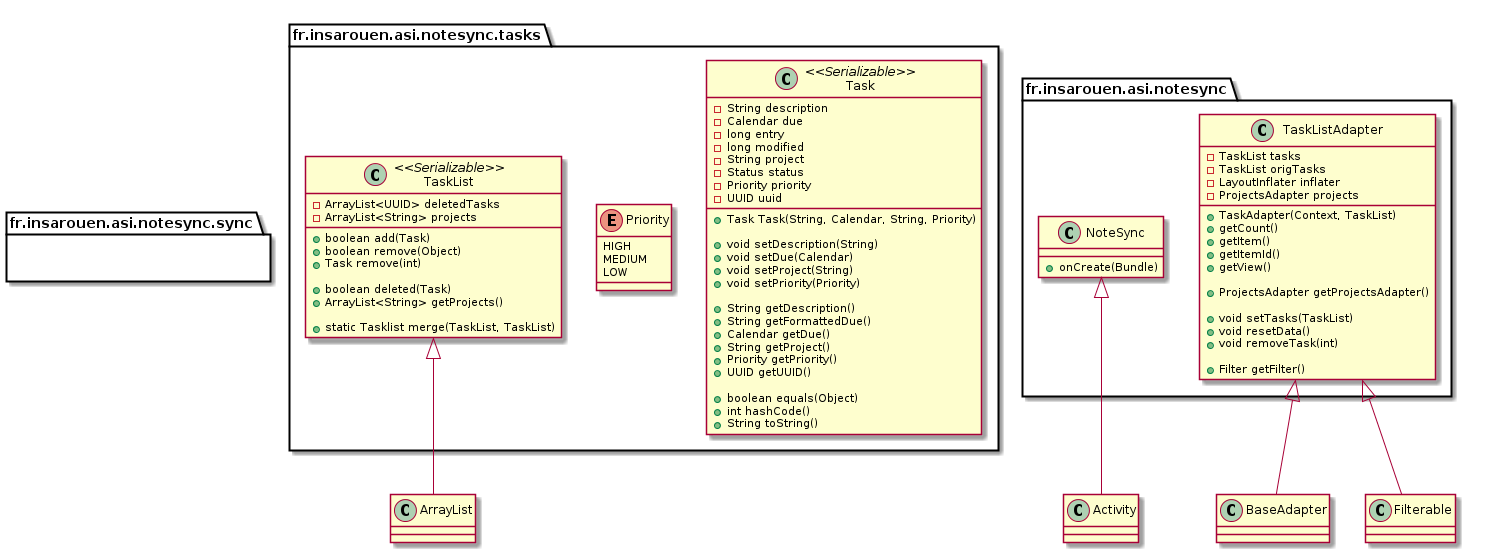 fr.insarouen.asi.notesync.sync
fr.insarouen.asi.notesync.tasks
C <<Serializable>>
TaskList
ArrayList<UUID> deletedTasks
ArrayList<String> projects
boolean add(Task)
boolean remove(Object)
Task remove(int)
boolean deleted(Task)
ArrayList<String> getProjects()
static Tasklist merge(TaskList, TaskList)
E Priority
HIGH
MEDIUM
LOW
C <<Serializable>>
Task
String description
Calendar due
long entry
long modified
String project
Status status
Priority priority
UUID uuid
Task Task(String, Calendar, String, Priority)
void setDescription(String)
void setDue(Calendar)
void setProject(String)
void setPriority(Priority)
String getDescription()
String getFormattedDue()
Calendar getDue()
String getProject()
Priority getPriority()
UUID getUUID()
boolean equals(Object)
int hashCode()
String toString()
fr.insarouen.asi.notesync
C NoteSync
onCreate(Bundle)
C TaskListAdapter
TaskList tasks
TaskList origTasks
LayoutInflater inflater
ProjectsAdapter projects
TaskAdapter(Context, TaskList)
getCount()
getItem()
getItemId()
getView()
ProjectsAdapter getProjectsAdapter()
void setTasks(TaskList)
void resetData()
void removeTask(int)
Filter getFilter()
C ArrayList
C Activity
C BaseAdapter
C Filterable